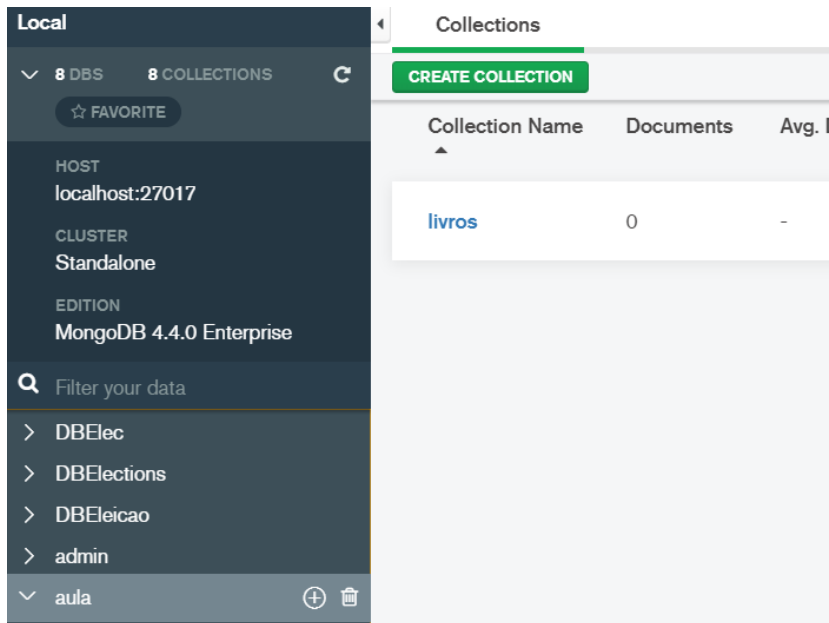 Local
8 DBS 8 COLLECTIONS
FAVORITE
HOST
localhost:27017
CLUSTER
Standalone
EDITION
MongoDB 4.4.0 Enterprise
Filter your data
DBElec
DBElections
DBEleicao
admin
aula
Collections
CREATE COLLECTION
Collection Name Documents Avg.
livros 0 -